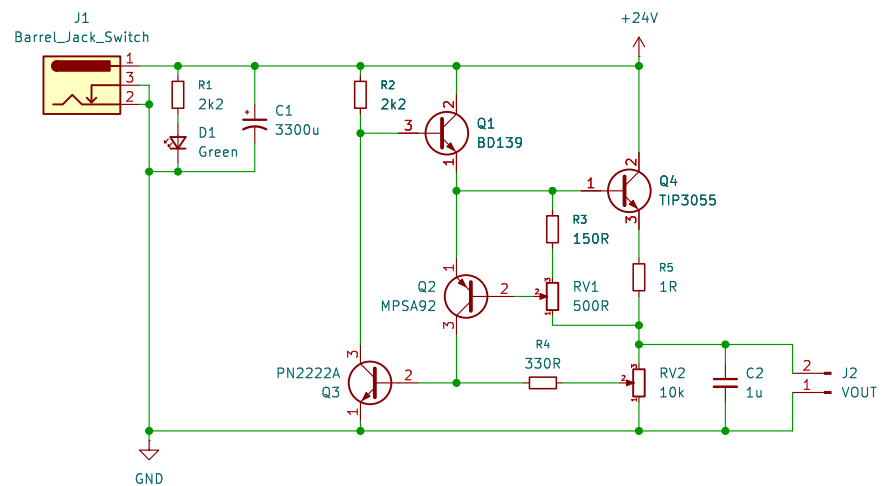 J1
Barrel_Jack_Switch
1
3
2
+24V
R1
2k2
D1
Green
C1
3300u
+
R2
2k2
2
3
Q1
BD139
1
1
2
Q4
TIP3055
3
R3
150R
R5
1R
1
Q2
MPSA92
2
3
3
2
1
RV1
500R
R4
330R
3
PN2222A
Q3
2
1
3
2
1
RV2
10k
C2
1u
2
1
J2
VOUT
GND